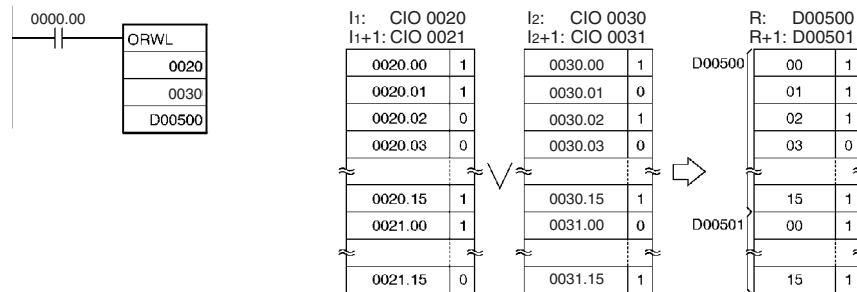 0000.00
ORWL
0020
0030
D00500
I1: CIO 0020
I1+1: CIO 0021
0020.00 1
0020.01 1
0020.02 0
0020.03 0
0020.15 1
0021.00 1
0021.15 0
I2: CIO 0030
I2+1: CIO 0031
0030.00 1
0030.01 0
0030.02 1
0030.03 0
0030.15 1
0031.00 0
0031.15 1
R: D00500
R+1: D00501
D00500
00 1
01 1
02 1
03 0
15 1
D00501
00 1
15 1